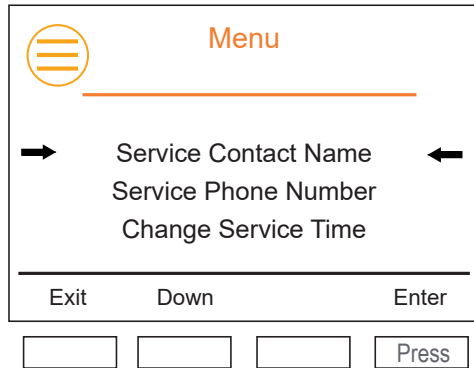 Menu
Service Contact Name
Service Phone Number
Change Service Time
Exit Down Enter
Press